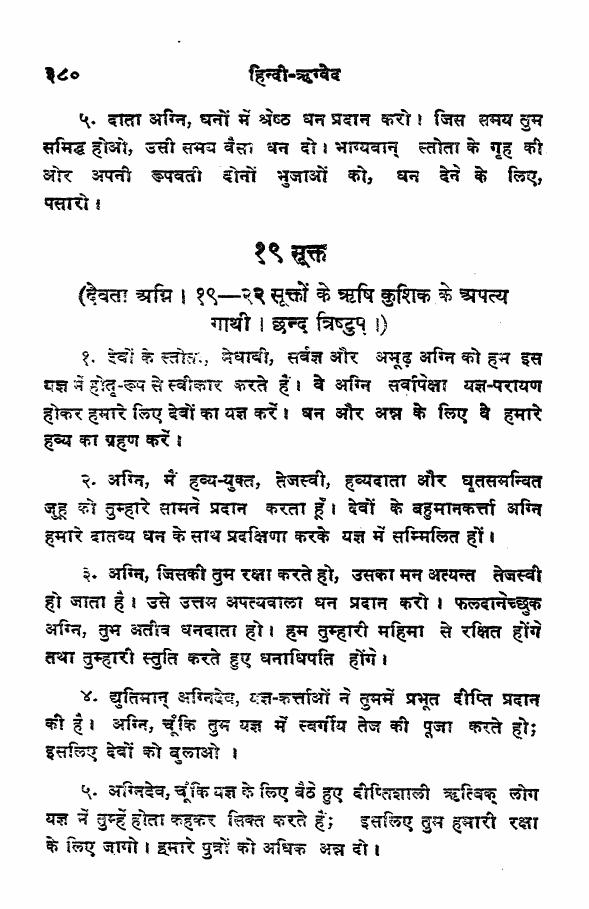 ३८० हिन्दी-ऋग्वेद
५. दाता अग्नि, धनों में श्रेष्ठ धन प्रदान करो। जिस समय तुम
समिद्ध होओ, उसी समय वैसा धन दो। भाग्यवान् स्तोता के गृह की
ओर अपनी रूपवती दोनों भुजाओं को, धन देने के लिए,
पसारो।
१९ सूक्त
(देवता अग्नि। १९—२२ सूक्तों के ऋषि कुशिक के अपत्य
गाथी। छन्द त्रिष्टुप्।)
१. देवों के स्तोता, मेधावी, सर्वज्ञ और अमूढ़ अग्नि को हम इस
यज्ञ में होतृ-रूप से स्वीकार करते हैं। वे अग्नि सर्वापेक्षा यज्ञ-परायण
होकर हमारे लिए देवों का यज्ञ करें। धन और अन्न के लिए वे हमारे
हव्य का ग्रहण करें।
२. अग्नि, मैं हव्य-युक्त, तेजस्वी, हव्यदाता और घृतसमन्वित
जुहू को तुम्हारे सामने प्रदान करता हूँ। देवों के बहुमानकर्त्ता अग्नि
हमारे दातव्य धन के साथ प्रदक्षिणा करके यज्ञ में सम्मिलित हों।
३. अग्नि, जिसकी तुम रक्षा करते हो, उसका मन अत्यन्त तेजस्वी
हो जाता है। उसे उत्तम अपत्यवाला धन प्रदान करो। फलदानेच्छुक
अग्नि, तुम अतीव धनदाता हो। हम तुम्हारी महिमा से रक्षित होंगे
तथा तुम्हारी स्तुति करते हुए धनाधिपति होंगे।
४. द्युतिमान् अग्निदेव, यज्ञ-कर्त्ताओं ने तुममें प्रभूत दीप्ति प्रदान
की है। अग्नि, चूँकि तुम यज्ञ में स्वर्गीय तेज की पूजा करते हो;
इसलिए देवों को बुलाओ।
५. अग्निदेव, चूँकि यज्ञ के लिए बैठे हुए दीप्तिशाली ऋत्विक् लोग
यज्ञ में तुम्हें होता कहकर सिक्त करते हैं; इसलिए तुम हमारी रक्षा
के लिए जागो। हमारे पुत्रों को अधिक अन्न दो।